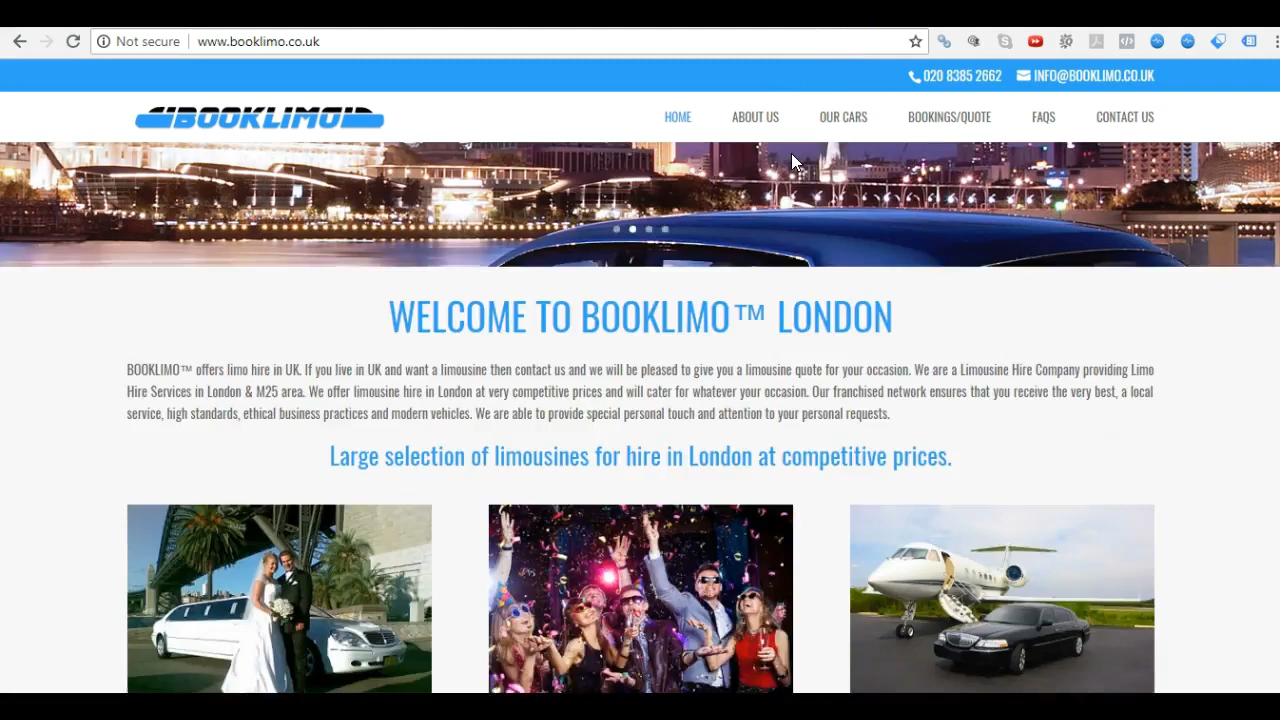 Not secure www.booklimo.co.uk
020 8385 2662 INFO@BOOKLIMO.CO.UK
BOOKLIMO HOME ABOUT US OUR CARS BOOKINGS/QUOTE FAQS CONTACT US
WELCOME TO BOOKLIMO™ LONDON
BOOKLIMO™ offers limo hire in UK. If you live in UK and want a limousine then contact us and we will be pleased to give you a limousine quote for your occasion. We are a Limousine Hire Company providing Limo
Hire Services in London & M25 area. We offer limousine hire in London at very competitive prices and will cater for whatever your occasion. Our franchised network ensures that you receive the very best, a local
service, high standards, ethical business practices and modern vehicles. We are able to provide special personal touch and attention to your personal requests.
Large selection of limousines for hire in London at competitive prices.